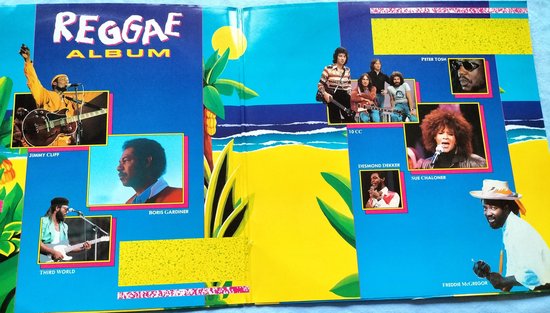 REGGAE
ALBUM
JIMMY CLIFF
BORIS GARDINER
THIRD WORLD
PETER TOSH
10 CC
DESMOND DEKKER
SUE CHALONER
FREDDIE McGREGOR